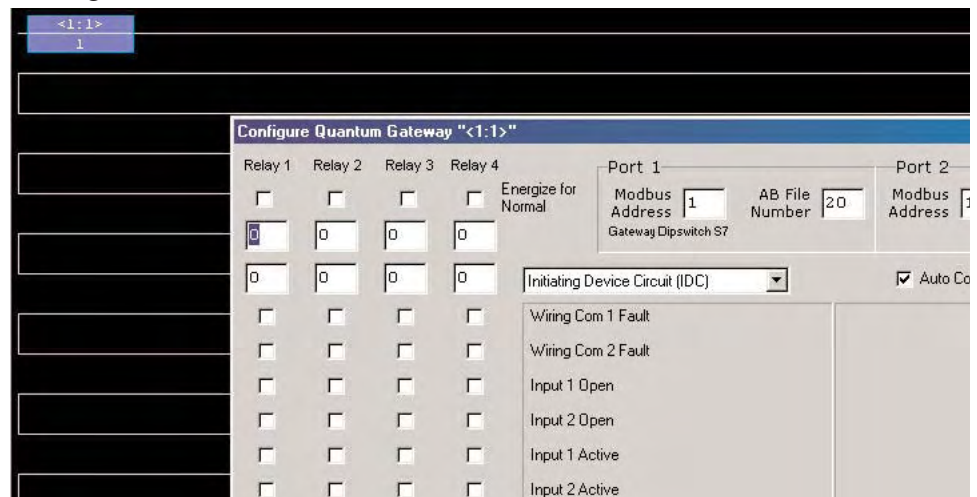 <1:1>
1
Configure Quantum Gateway "<1:1>"
Relay 1 Relay 2 Relay 3 Relay 4
Energize for
Normal
0 0 0 0
0 0 0 0
Port 1
Modbus
Address 1
AB File
Number 20
Gateway Dipswitch S7
Port 2
Modbus
Address 1
Initiating Device Circuit (IDC)
Auto Co
Wiring Com 1 Fault
Wiring Com 2 Fault
Input 1 Open
Input 2 Open
Input 1 Active
Input 2 Active